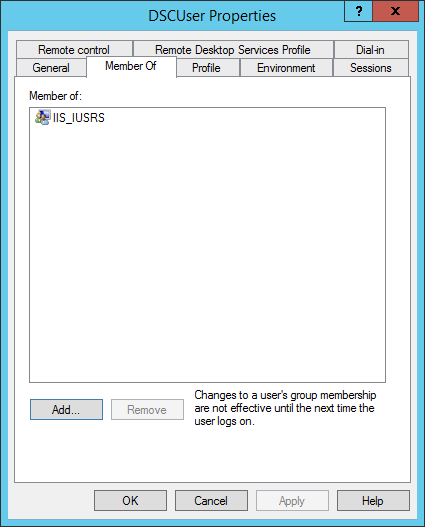 DSCUser Properties
? x
Remote control Remote Desktop Services Profile Dial-in
General Member Of Profile Environment Sessions
Member of:
IIS_IUSRS
Add... Remove
Changes to a user's group membership
are not effective until the next time the
user logs on.
OK Cancel Apply Help